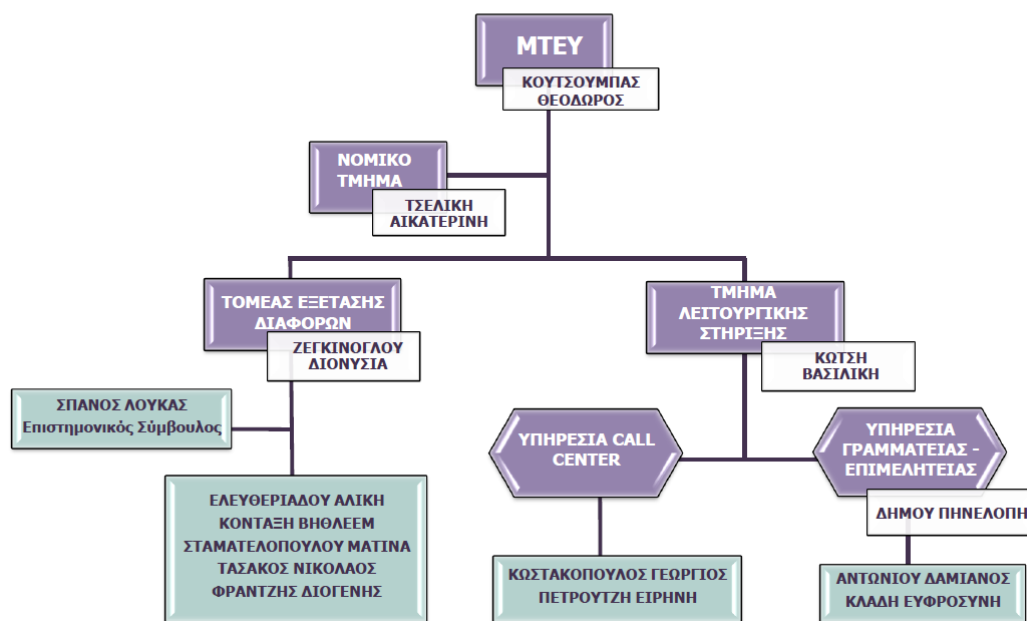 ΜΤΕΥ
ΚΟΥΤΣΟΥΜΠΑΣ
ΘΕΟΔΩΡΟΣ
ΝΟΜΙΚΟ
ΤΜΗΜΑ
ΤΣΕΛΙΚΗ
ΑΙΚΑΤΕΡΙΝΗ
ΤΟΜΕΑΣ ΕΞΕΤΑΣΗΣ
ΔΙΑΦΟΡΩΝ
ΖΕΓΚΙΝΟΓΛΟΥ
ΔΙΟΝΥΣΙΑ
ΣΠΑΝΟΣ ΛΟΥΚΑΣ
Επιστημονικός Σύμβουλος
ΕΛΕΥΘΕΡΙΑΔΟΥ ΑΛΙΚΗ
ΚΟΝΤΑΞΗ ΒΗΘΛΕΕΜ
ΣΤΑΜΑΤΕΛΟΠΟΥΛΟΥ ΜΑΤΙΝΑ
ΤΑΣΑΚΟΣ ΝΙΚΟΛΑΟΣ
ΦΡΑΝΤΖΗΣ ΔΙΟΓΕΝΗΣ
ΤΜΗΜΑ
ΛΕΙΤΟΥΡΓΙΚΗΣ
ΣΤΗΡΙΞΗΣ
ΚΩΤΣΗ
ΒΑΣΙΛΙΚΗ
ΥΠΗΡΕΣΙΑ CALL
CENTER
ΚΩΣΤΑΚΟΠΟΥΛΟΣ ΓΕΩΡΓΙΟΣ
ΠΕΤΡΟΥΤΖΗ ΕΙΡΗΝΗ
ΥΠΗΡΕΣΙΑ
ΓΡΑΜΜΑΤΕΙΑΣ -
ΕΠΙΜΕΛΗΤΕΙΑΣ
ΔΗΜΟΥ ΠΗΝΕΛΟΠΗ
ΑΝΤΩΝΙΟΥ ΔΑΜΙΑΝΟΣ
ΚΛΑΔΗ ΕΥΦΡΟΣΥΝΗ